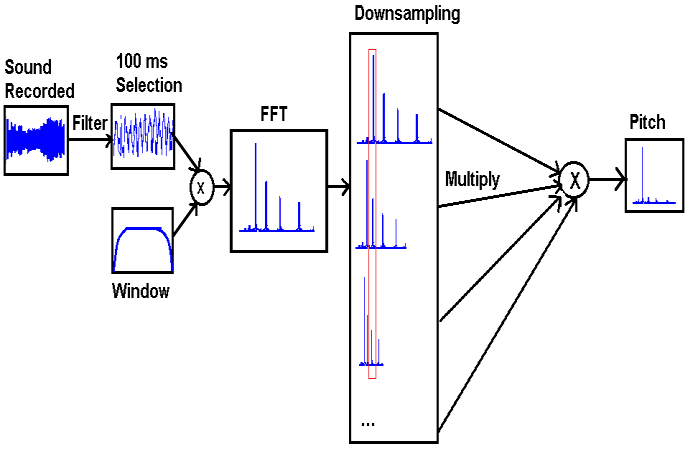 Downsampling
Sound
Recorded
100 ms
Selection
Filter
FFT
Pitch
X
Multiply
X
Window
...